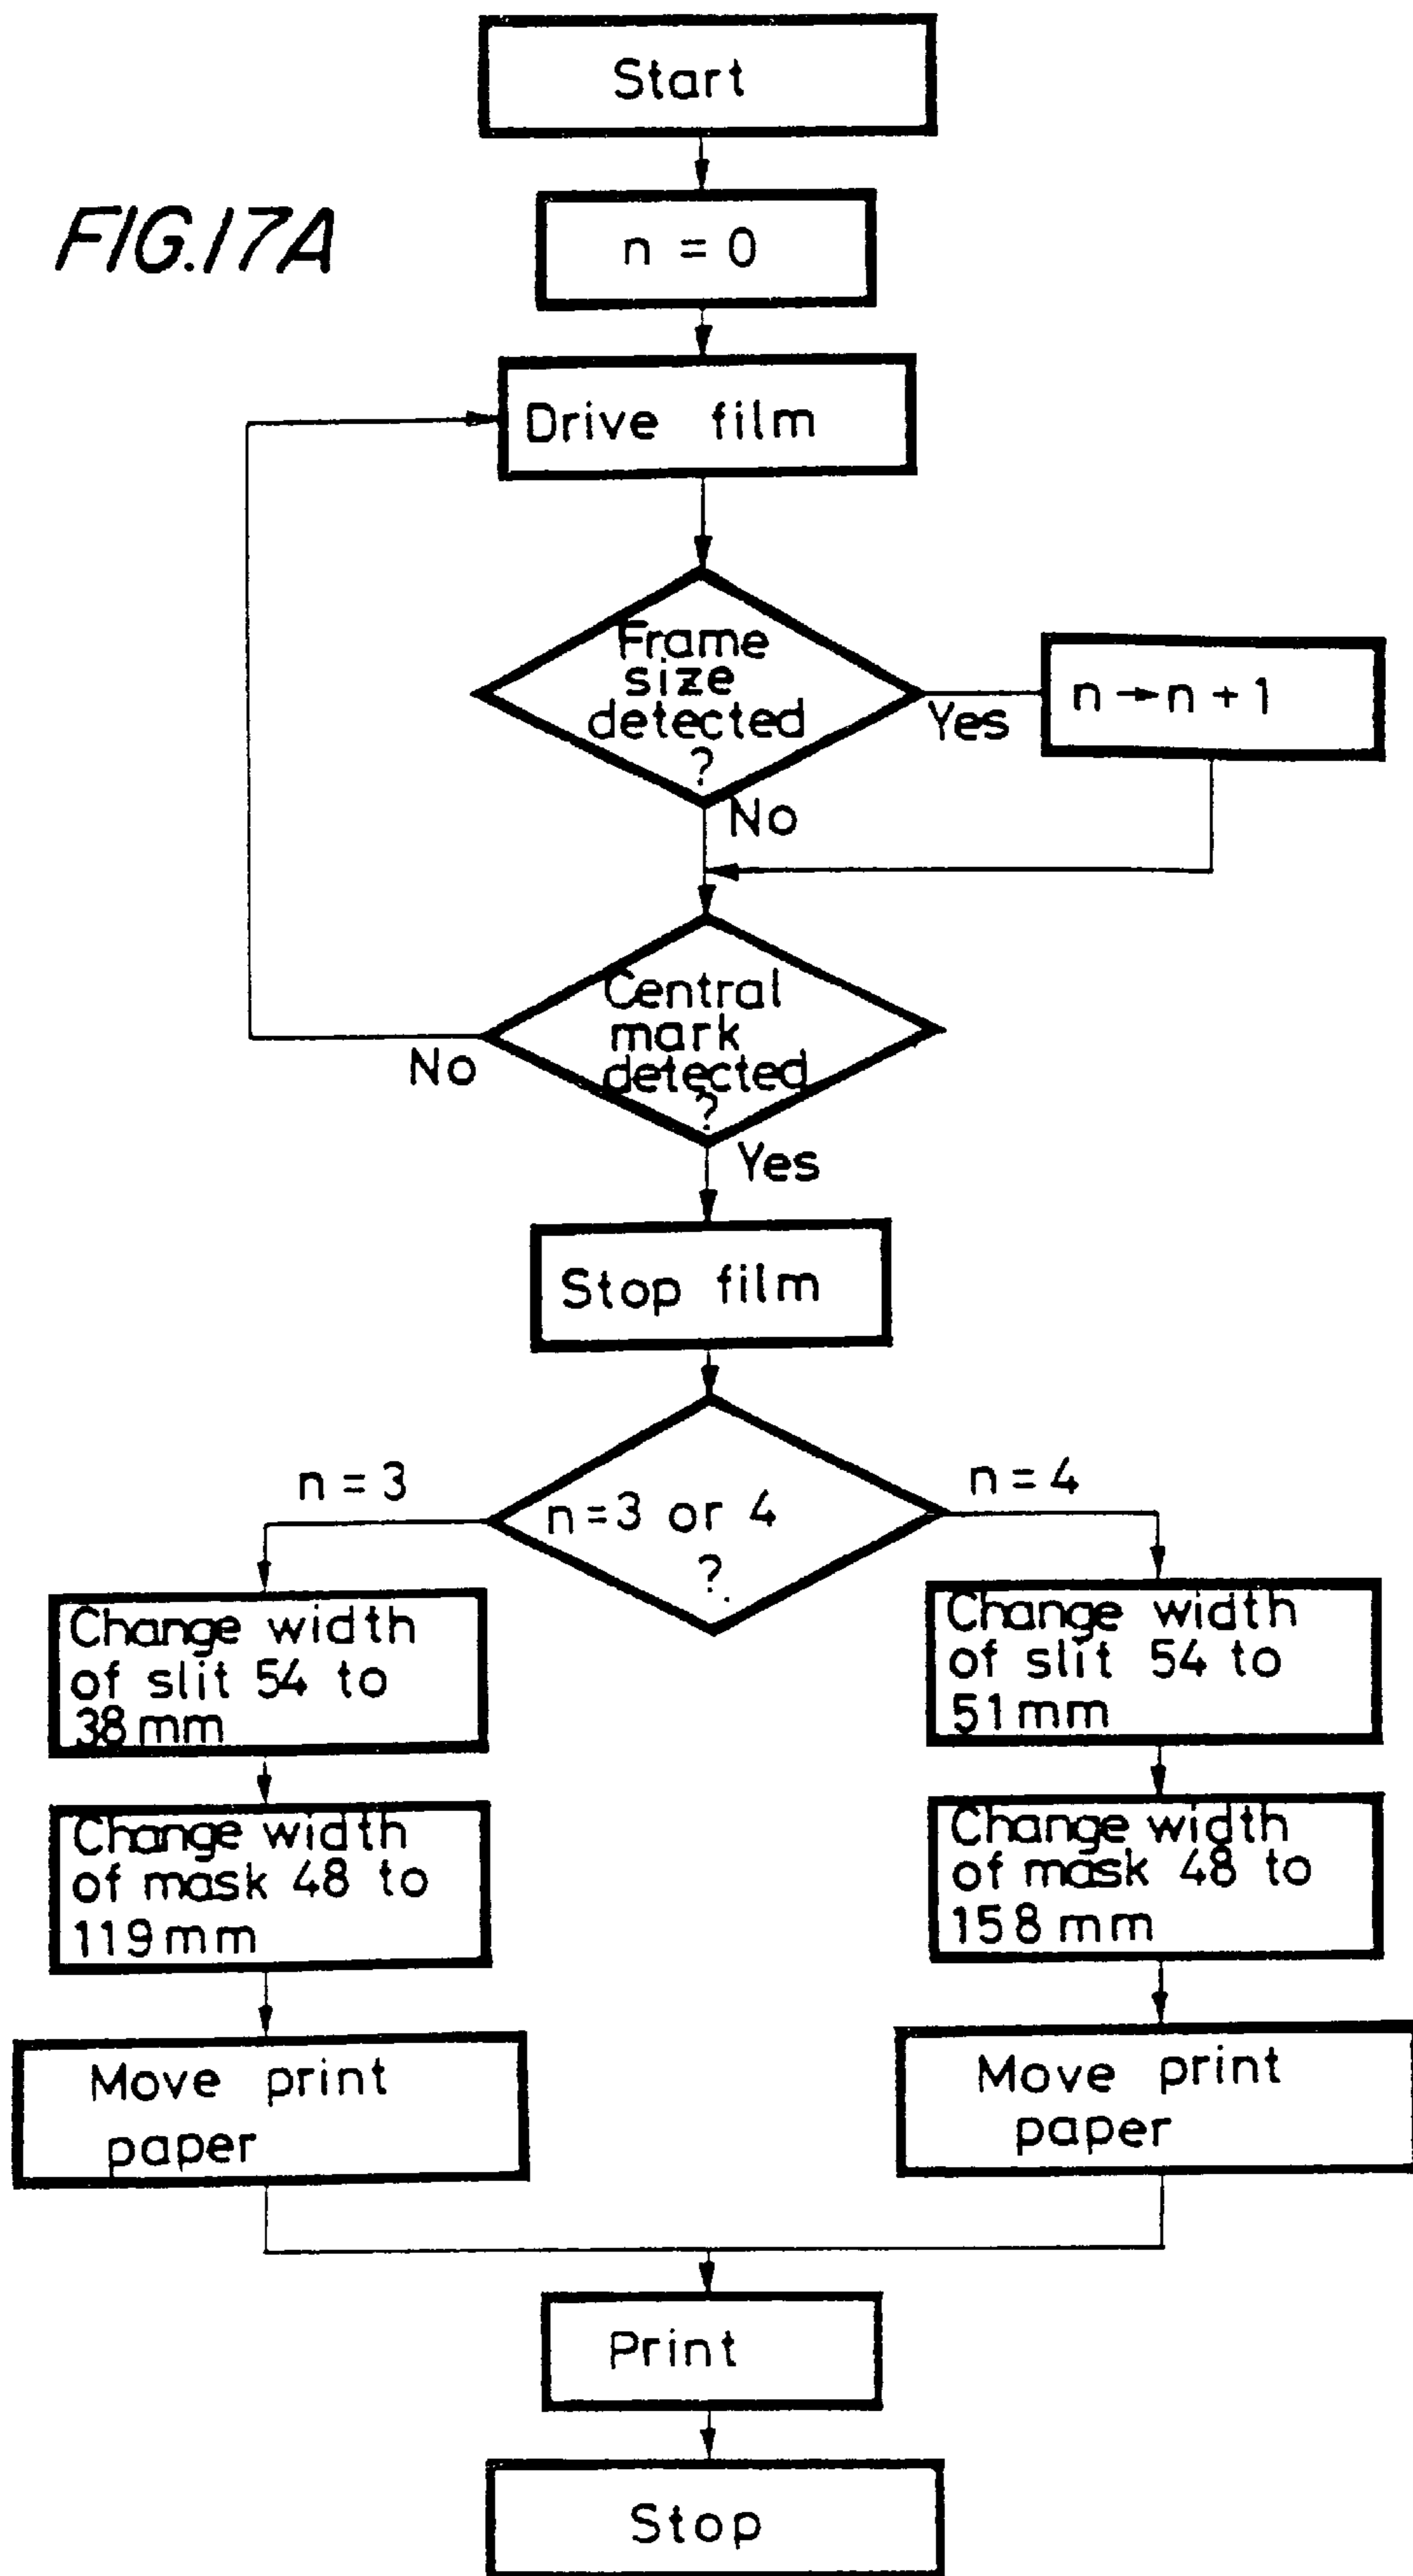 Start
FIG.17A
n = 0
Drive film
Frame
size
detected
?
Yes
n → n + 1
No
Central
mark
detected
?
No
Yes
Stop film
n = 3
n=3 or 4
?
n = 4
Change width
of slit 54 to
38 mm
Change width
of slit 54 to
51 mm
Change width
of mask 48 to
119 mm
Change width
of mask 48 to
158 mm
Move print
paper
Move print
paper
Print
Stop